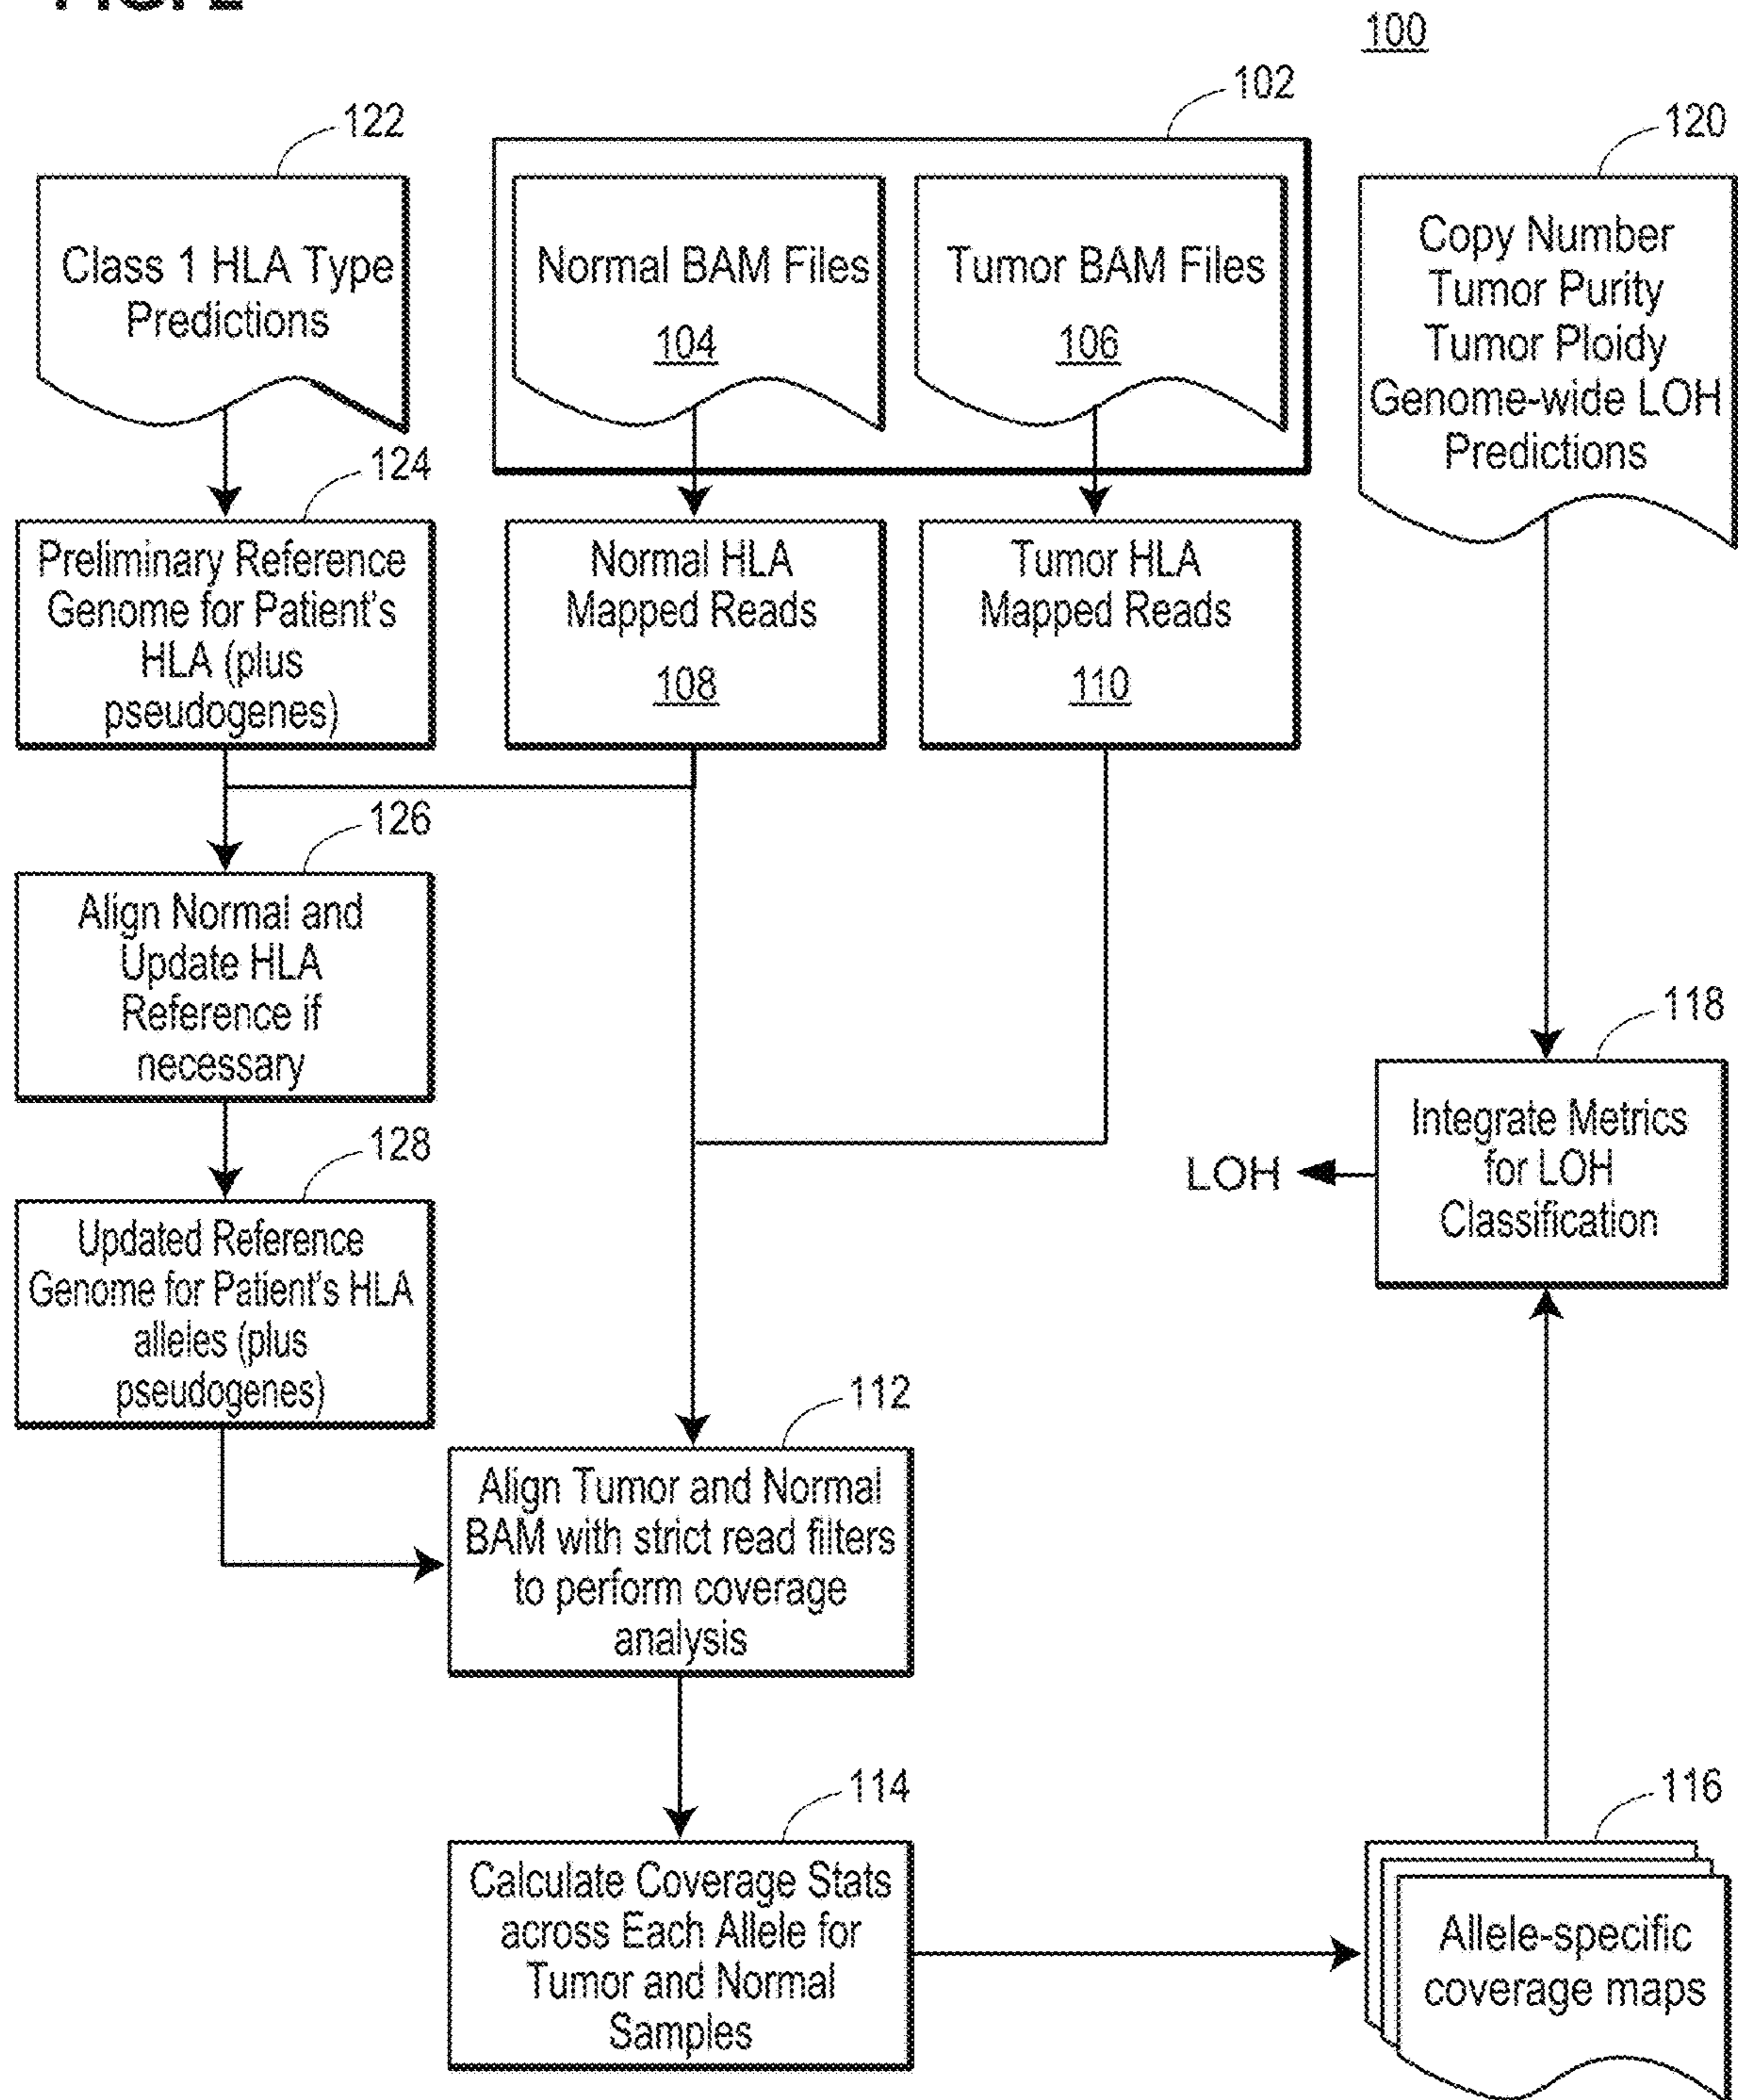 100
102
122
120
Class 1 HLA Type
Predictions
Normal BAM Files
104
Tumor BAM Files
106
Copy Number
Tumor Purity
Tumor Ploidy
Genome-wide LOH
Predictions
124
Preliminary Reference
Genome for Patient's
HLA (plus
pseudogenes)
Normal HLA
Mapped Reads
108
Tumor HLA
Mapped Reads
110
126
Align Normal and
Update HLA
Reference if
necessary
118
Integrate Metrics
for LOH
Classification
LOH
128
Updated Reference
Genome for Patient's HLA
alleles (plus
pseudogenes)
112
Align Tumor and Normal
BAM with strict read filters
to perform coverage
analysis
114
Calculate Coverage Stats
across Each Allele for
Tumor and Normal
Samples
116
Allele-specific
coverage maps